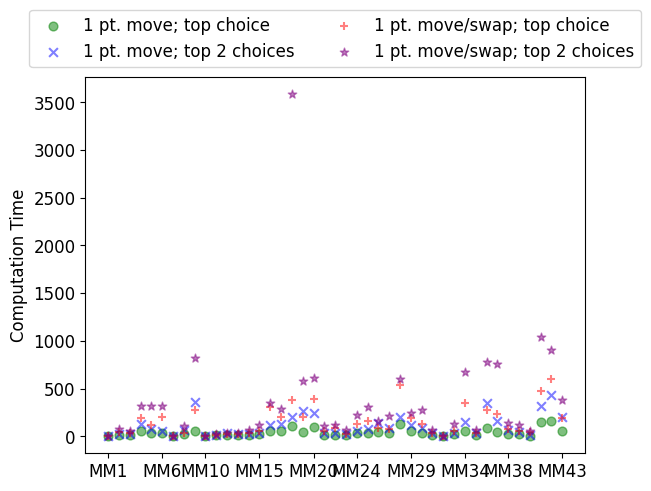 1 pt. move; top choice
1 pt. move; top 2 choices
1 pt. move/swap; top choice
1 pt. move/swap; top 2 choices
Computation Time
3500
3000
2500
2000
1500
1000
500
0
MM1 MM6 MM10 MM15 MM20 MM24 MM29 MM34 MM38 MM43